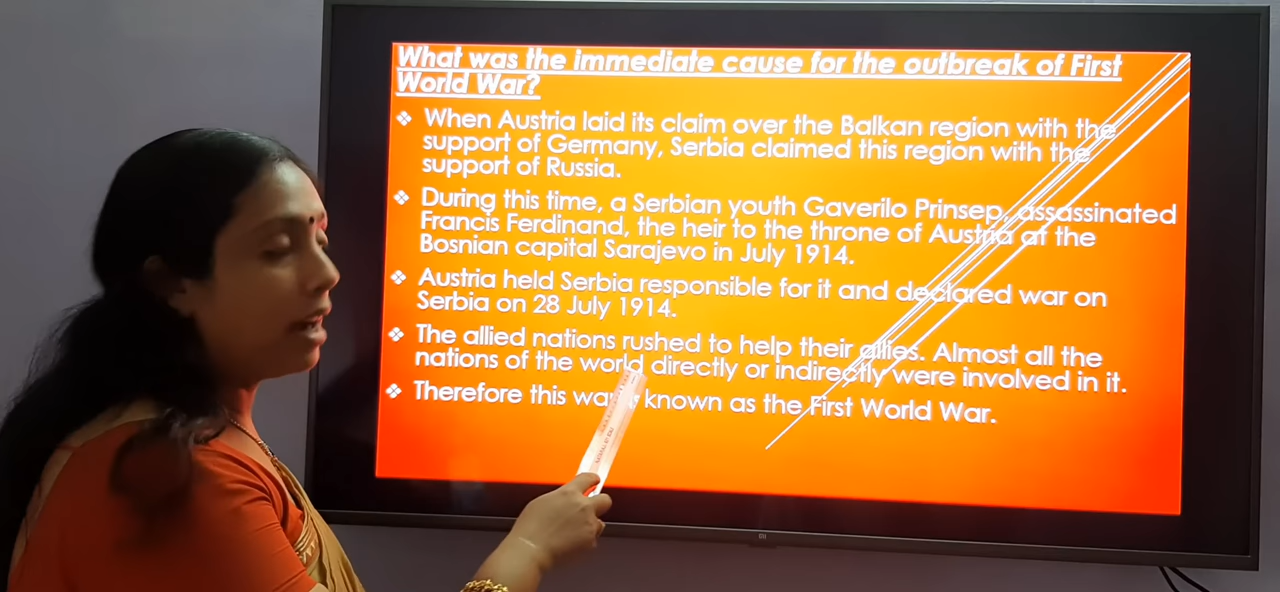 What was the immediate cause for the outbreak of First
World War?
❖ When Austria laid its claim over the Balkan region with the
support of Germany, Serbia claimed this region with the
support of Russia.
❖ During this time, a Serbian youth Gaverilo Prinsep, assassinated
Francis Ferdinand, the heir to the throne of Austria at the
Bosnian capital Sarajevo in July 1914.
❖ Austria held Serbia responsible for it and declared war on
Serbia on 28 July 1914.
❖ The allied nations rushed to help their allies. Almost all the
nations of the world directly or indirectly were involved in it.
❖ Therefore this war known as the First World War.
mi